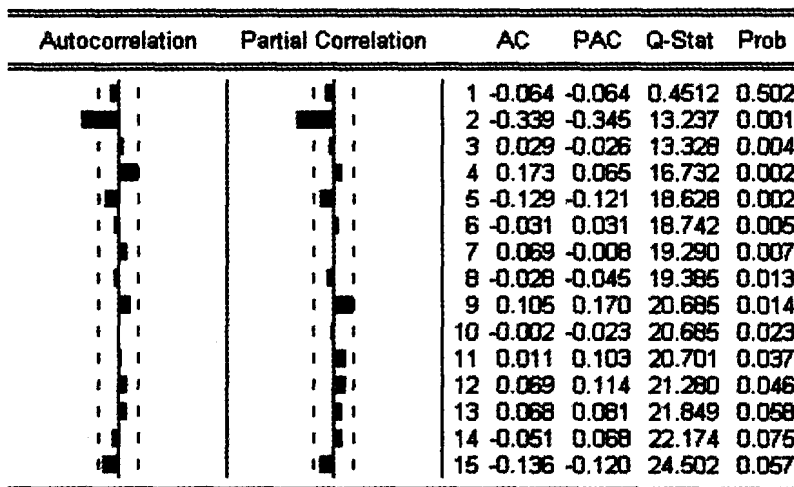 Autocorrelation Partial Correlation AC PAC Q-Stat Prob
1 -0.064 -0.064 0.4512 0.502
2 -0.339 -0.345 13.237 0.001
3 0.029 -0.026 13.328 0.004
4 0.173 0.065 16.732 0.002
5 -0.129 -0.121 18.628 0.002
6 -0.031 0.031 18.742 0.005
7 0.069 -0.008 19.290 0.007
8 -0.028 -0.045 19.385 0.013
9 0.105 0.170 20.685 0.014
10 -0.002 -0.023 20.685 0.023
11 0.011 0.103 20.701 0.037
12 0.069 0.114 21.280 0.046
13 0.068 0.081 21.849 0.058
14 -0.051 0.068 22.174 0.075
15 -0.136 -0.120 24.502 0.057